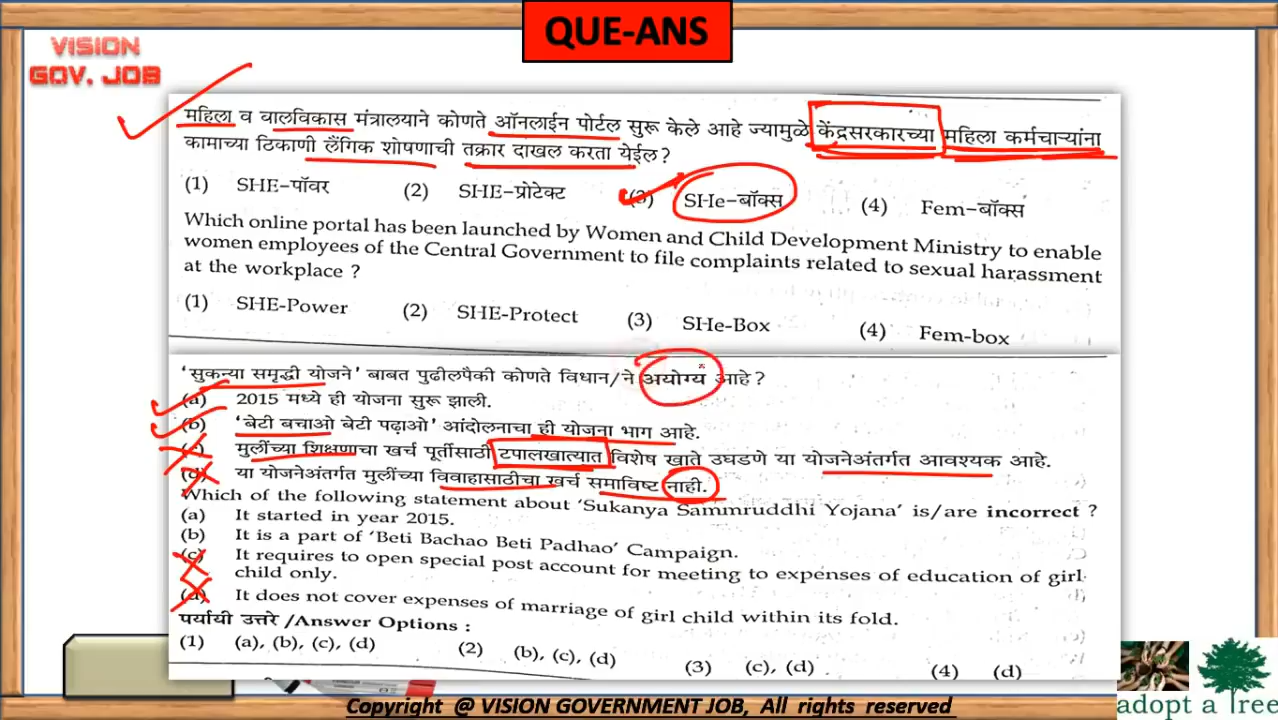 QUE-ANS
VISION
GOV. JOB
महिला व बालविकास मंत्रालयाने कोणते ऑनलाईन पोर्टल सुरू केले आहे ज्यामुळे केंद्रसरकारच्या महिला कर्मचाऱ्यांना
कामाच्या ठिकाणी लैंगिक शोषणाची तक्रार दाखल करता येईल ?
(1) SHE-पॉवर (2) SHE-प्रोटेक्ट (3) SHe-बॉक्स (4) Fem-बॉक्स
Which online portal has been launched by Women and Child Development Ministry to enable
women employees of the Central Government to file complaints related to sexual harassment
at the workplace ?
(1) SHE-Power (2) SHE-Protect (3) SHe-Box (4) Fem-box
'सुकन्या समृद्धी योजने' बाबत पुढीलपैकी कोणते विधान/ने अयोग्य आहे ?
(a) 2015 मध्ये ही योजना सुरू झाली.
(b) 'बेटी बचाओ बेटी पढ़ाओ' आंदोलनाचा ही योजना भाग आहे.
(c) मुलींच्या शिक्षणाचा खर्च पूर्तीसाठी टपालखात्यात विशेष खाते उघडणे या योजनेअंतर्गत आवश्यक आहे.
(d) या योजनेअंतर्गत मुलींच्या विवाहासाठीचा खर्च समाविष्ट नाही.
Which of the following statement about 'Sukanya Sammruddhi Yojana' is/are incorrect ?
(a) It started in year 2015.
(b) It is a part of 'Beti Bachao Beti Padhao' Campaign.
(c) It requires to open special post account for meeting to expenses of education of girl
child only.
(d) It does not cover expenses of marriage of girl child within its fold.
पर्यायी उत्तरे /Answer Options :
(1) (a), (b), (c), (d) (2) (b), (c), (d) (3) (c), (d) (4) (d)
Copyright @ VISION GOVERNMENT JOB, All rights reserved
adopt a Tree